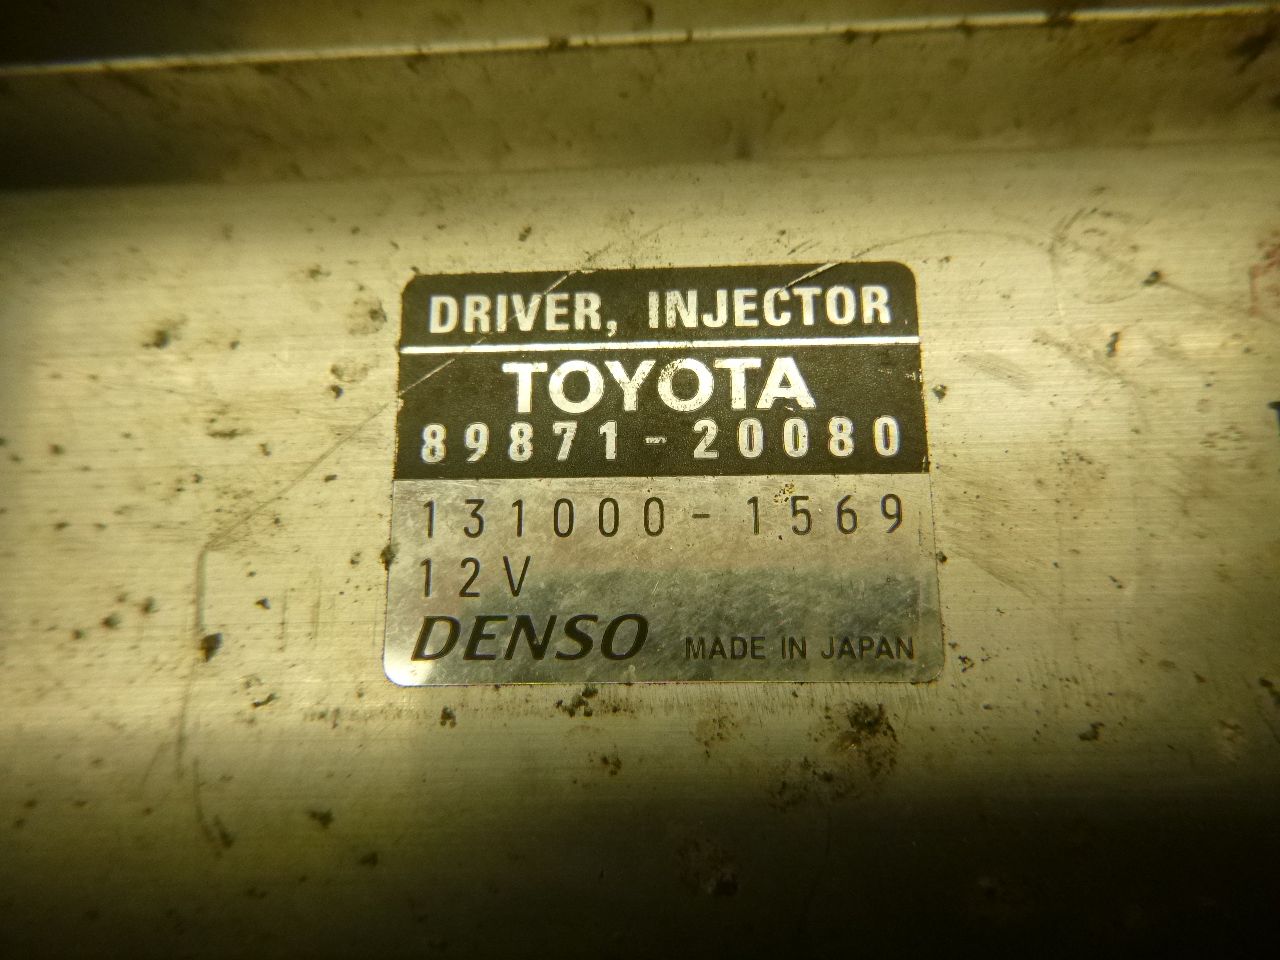 DRIVER, INJECTOR
TOYOTA
89871-20080
131000-1569
12V
DENSO MADE IN JAPAN